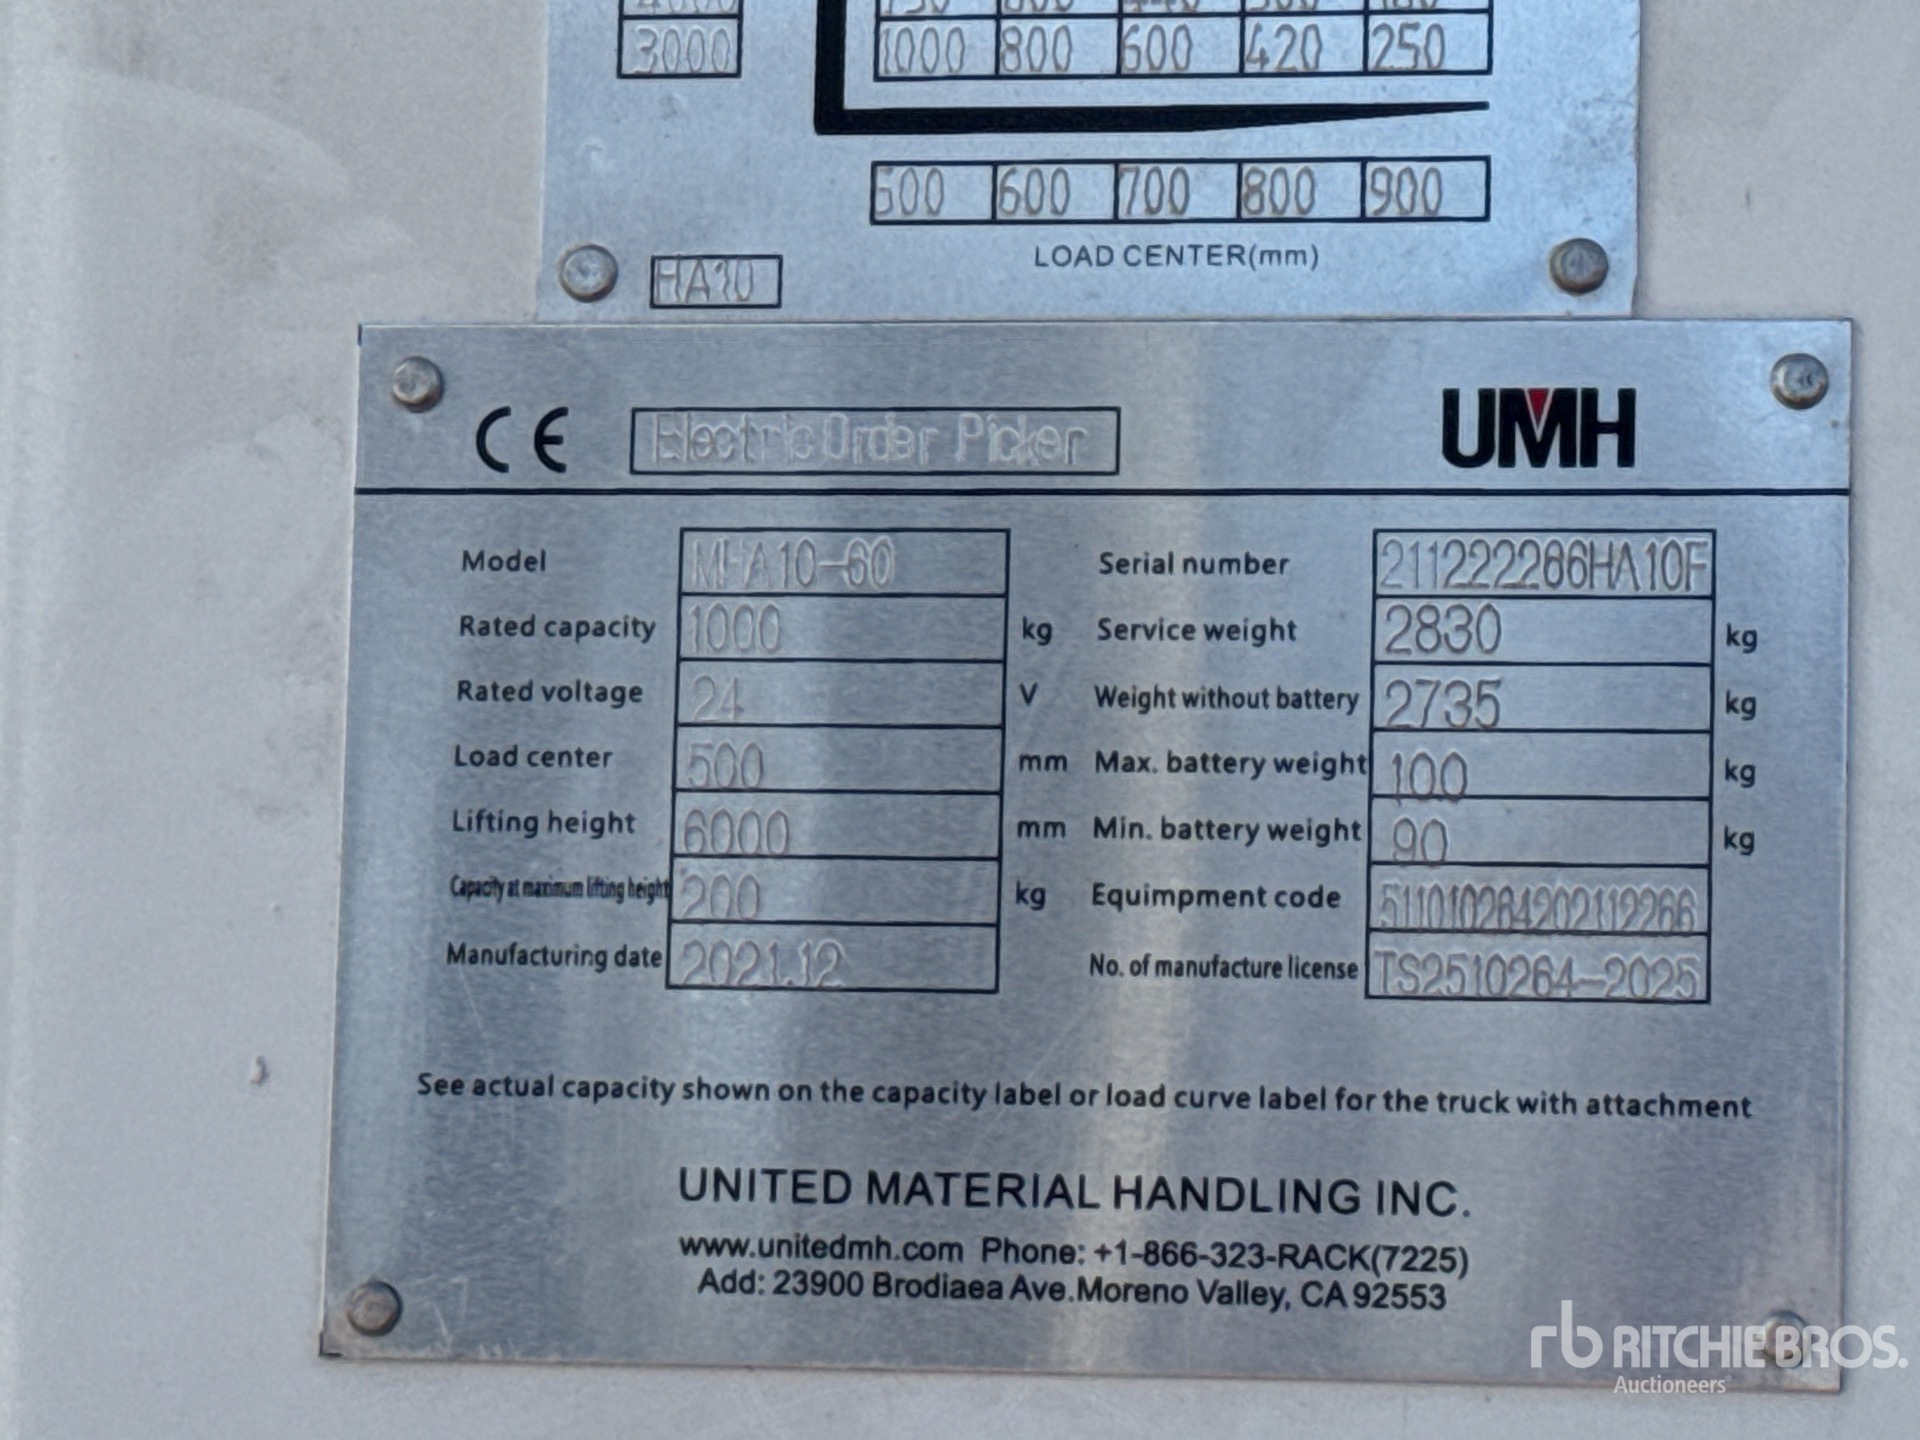 3000 1000 800 600 420 250
500 600 700 800 900
LOAD CENTER(mm)
HA10
CE Electric Order Picker UMH
Model MHA10-60 Serial number 211222266HA10F
Rated capacity 1000 kg Service weight 2830 kg
Rated voltage 24 V Weight without battery 2735 kg
Load center 500 mm Max. battery weight 100 kg
Lifting height 6000 mm Min. battery weight 90 kg
Capacity at maximum lifting height 200 kg Equimpment code 511010284202112266
Manufacturing date 2021.12 No. of manufacture license TS2510264-2025
See actual capacity shown on the capacity label or load curve label for the truck with attachment
UNITED MATERIAL HANDLING INC.
www.unitedmh.com Phone: +1-866-323-RACK(7225)
Add: 23900 Brodiaea Ave.Moreno Valley, CA 92553
rb RITCHIE BROS.
Auctioneers